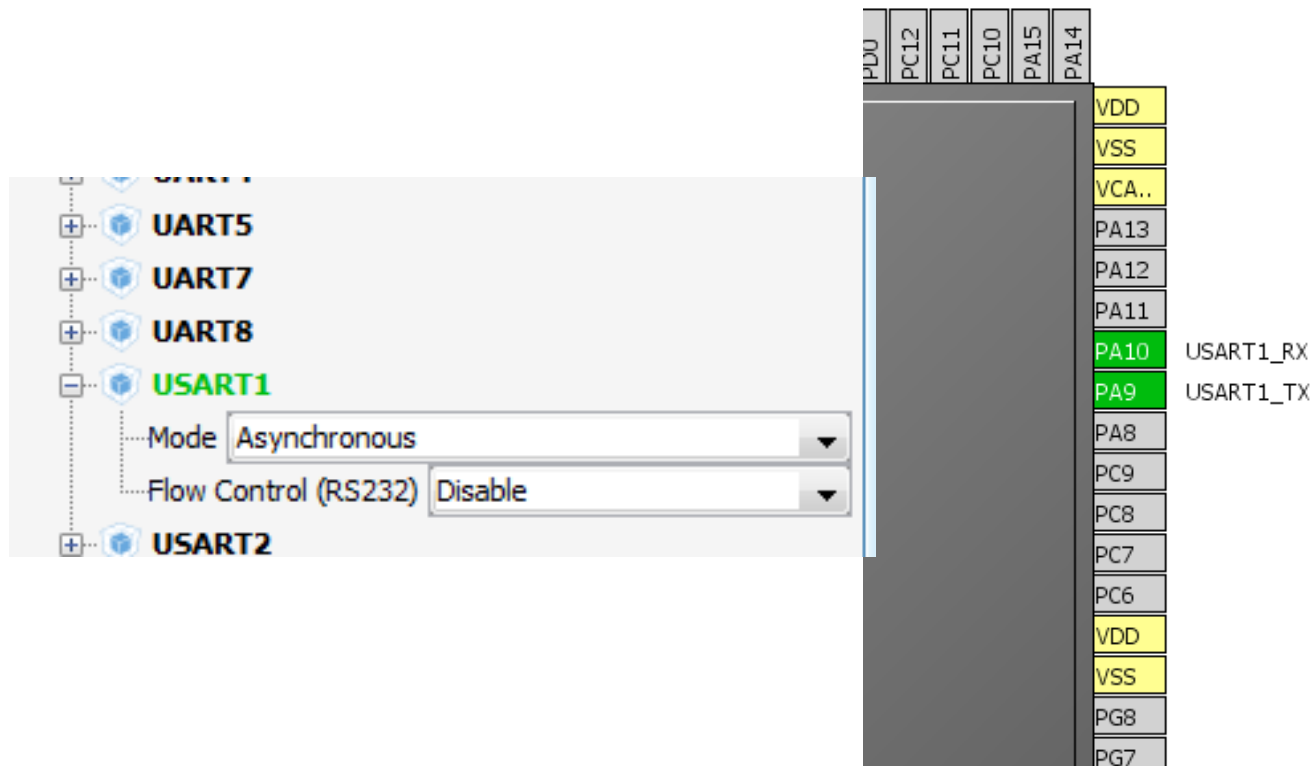 PC12
PC11
PC10
PA15
PA14
UART5
UART7
UART8
USART1
Mode Asynchronous
Flow Control (RS232) Disable
USART2
VDD
VSS
VCA..
PA13
PA12
PA11
PA10 USART1_RX
PA9 USART1_TX
PA8
PC9
PC8
PC7
PC6
VDD
VSS
PG8
PG7